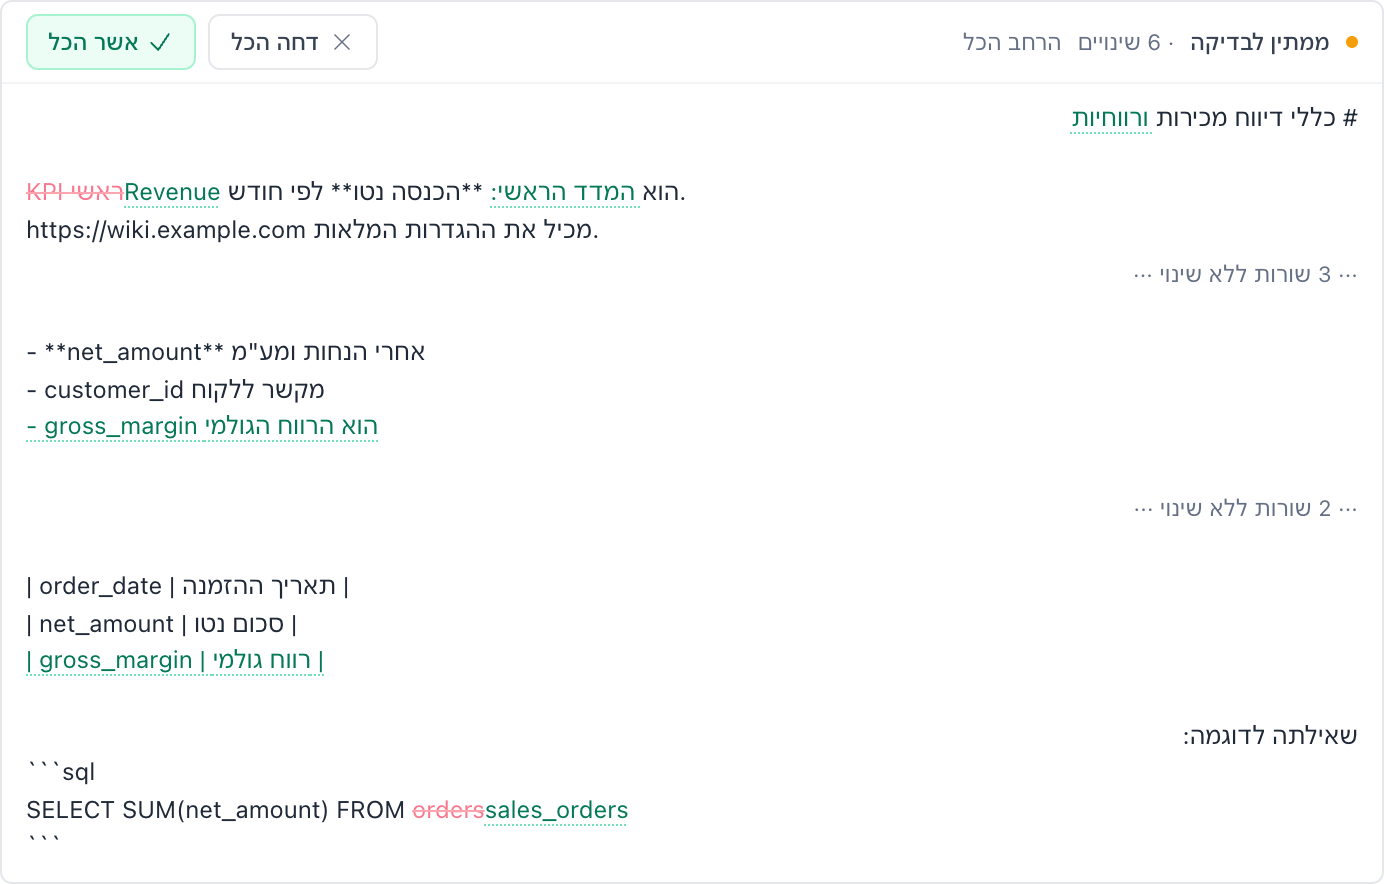 ממתין לבדיקה · 6 שינויים הרחב הכל דחה הכל אשר הכל
# כללי דיווח מכירות ורווחיות
KPI ראשיRevenue הוא המדד הראשי: **הכנסה נטו** לפי חודש.
https://wiki.example.com מכיל את ההגדרות המלאות.
··· 3 שורות ללא שינוי ···
- **net_amount** אחרי הנחות ומע"מ
- customer_id מקשר ללקוח
- gross_margin הוא הרווח הגולמי
··· 2 שורות ללא שינוי ···
| order_date | תאריך ההזמנה |
| net_amount | סכום נטו |
| gross_margin | רווח גולמי |
שאילתה לדוגמה:
```sql
SELECT SUM(net_amount) FROM orderssales_orders
```